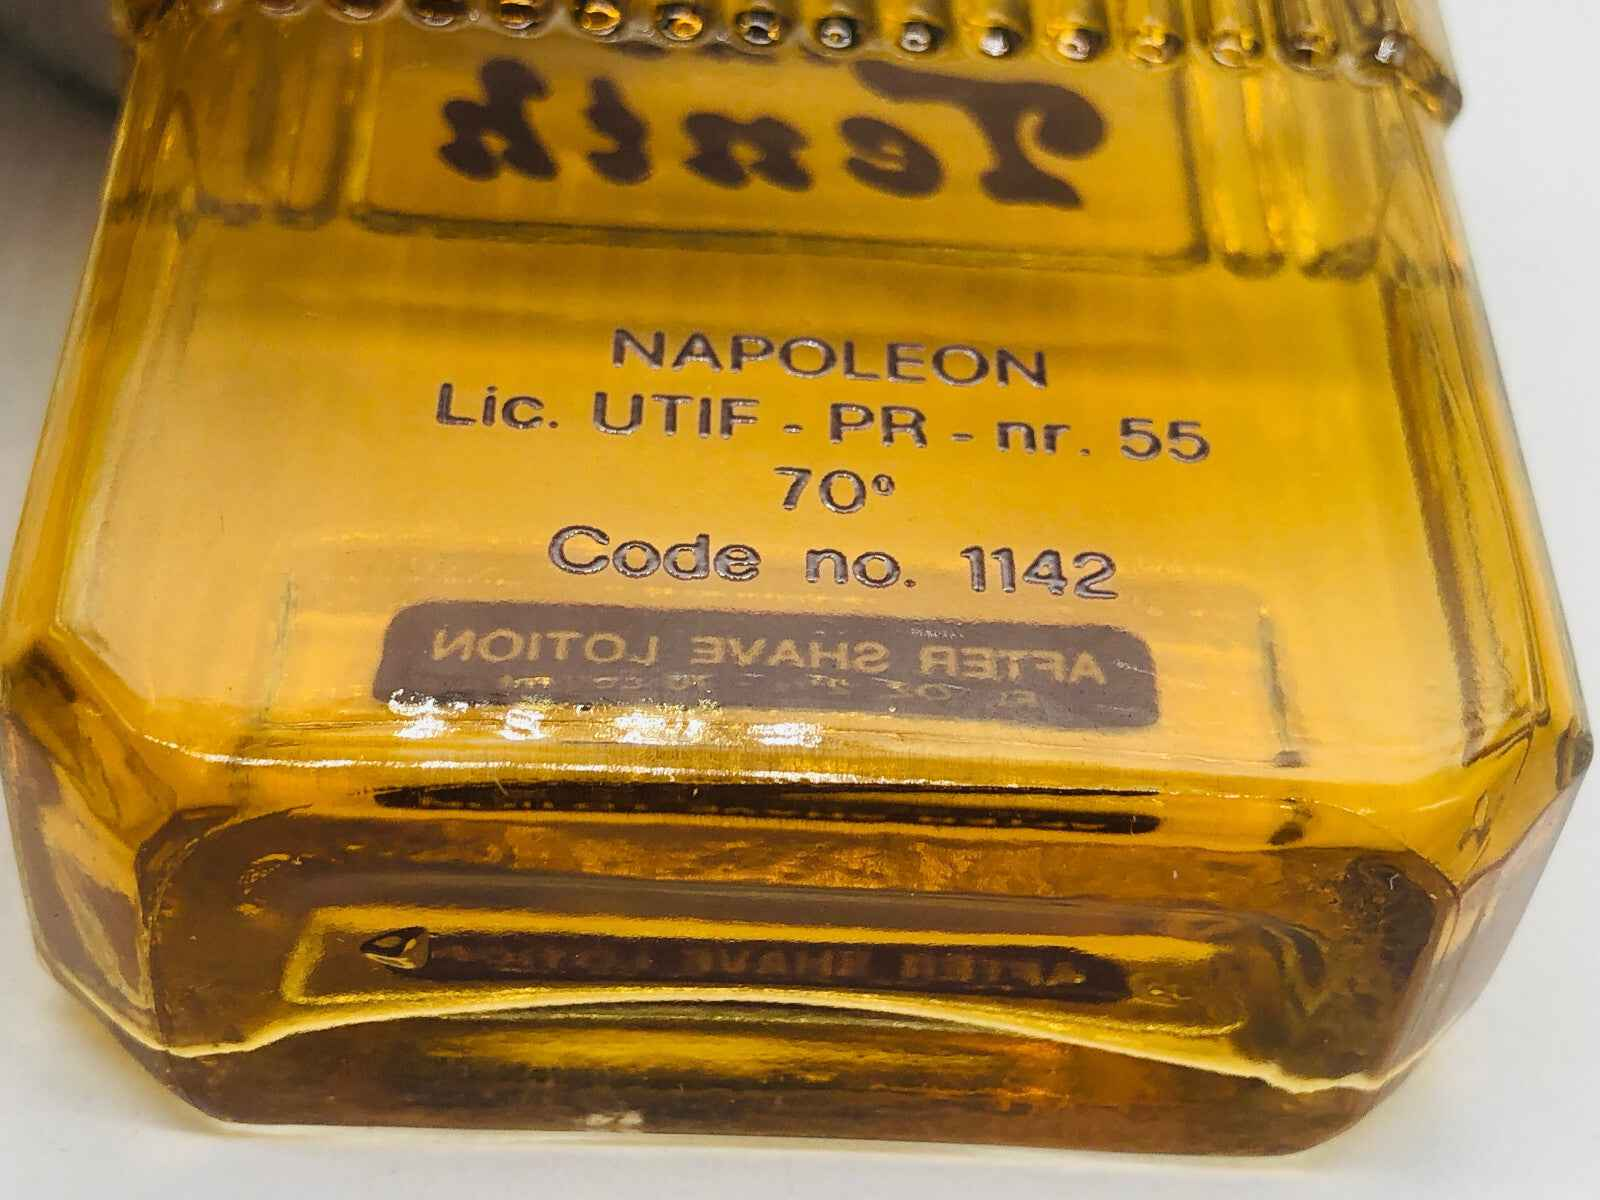 Tenth
NAPOLEON
Lic. UTIF - PR - nr. 55
70°
Code no. 1142
AFTER SHAVE LOTION